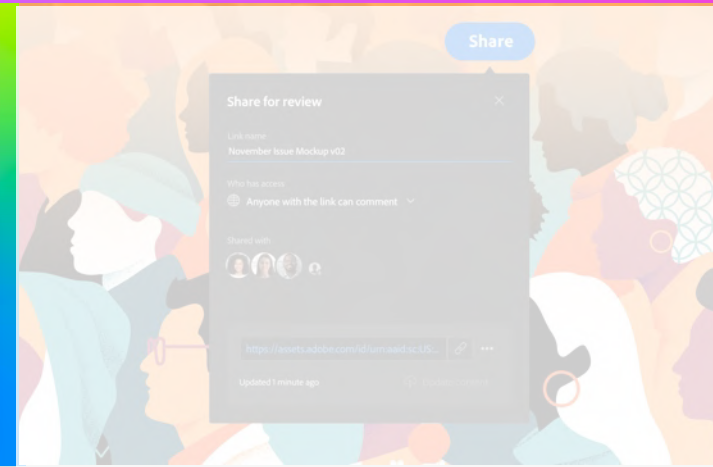 Share
Share for review
Link name
November Issue Mockup v02
Who has access
Anyone with the link can comment
Shared with
https://assets.adobe.com/id/urn:aaid:sc:US:...
Updated 1 minute ago